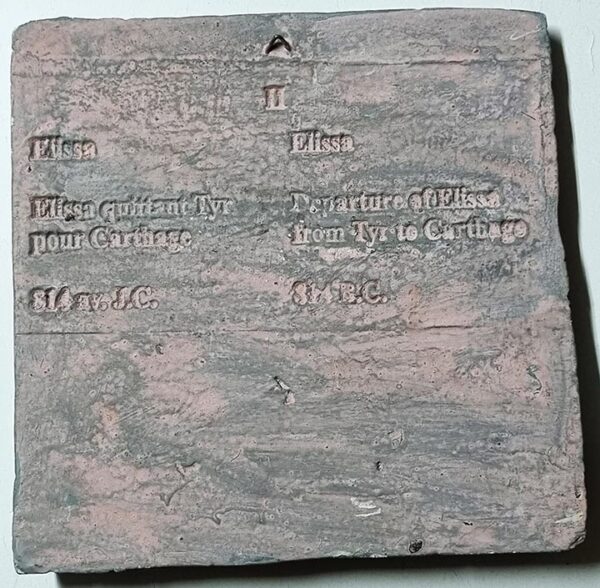 II
Elissa
Elissa quittant Tyr
pour Carthage
814 av. J.C.
Elissa
Departure of Elissa
from Tyr to Carthage
814 B.C.